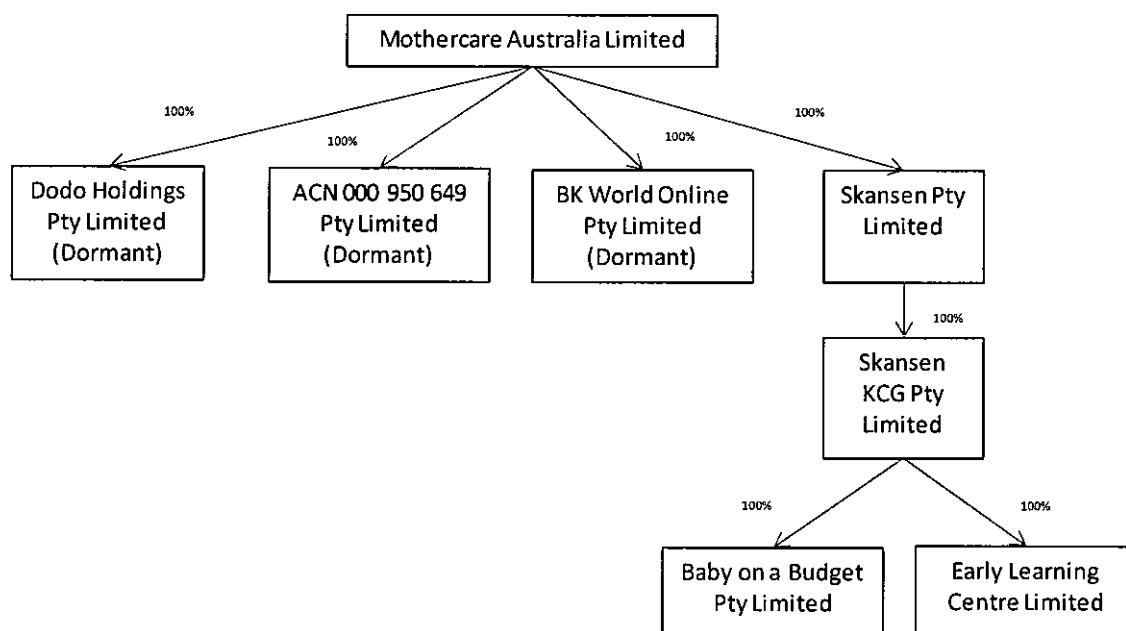 Mothercare Australia Limited
100%
100%
100%
100%
Dodo Holdings
Pty Limited
(Dormant)
ACN 000 950 649
Pty Limited
(Dormant)
BK World Online
Pty Limited
(Dormant)
Skansen Pty
Limited
100%
Skansen
KCG Pty
Limited
100%
100%
Baby on a Budget
Pty Limited
Early Learning
Centre Limited